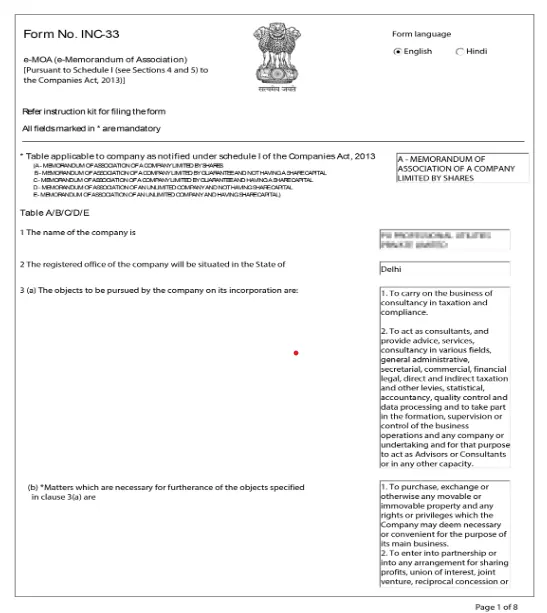 Form No. INC-33
Form language
English
Hindi
e-MOA (e-Memorandum of Association)
[Pursuant to Schedule I (see Sections 4 and 5) to
the Companies Act, 2013)]
सत्यमेव जयते
Refer instruction kit for filing the form
All fields marked in * are mandatory
* Table applicable to company as notified under schedule I of the Companies Act, 2013
(A - MEMORANDUM OF ASSOCIATION OF A COMPANY LIMITED BY SHARES
B - MEMORANDUM OF ASSOCIATION OF A COMPANY LIMITED BY GUARANTEE AND NOT HAVING A SHARE CAPITAL
C - MEMORANDUM OF ASSOCIATION OF A COMPANY LIMITED BY GUARANTEE AND HAVING A SHARE CAPITAL
D - MEMORANDUM OF ASSOCIATION OF AN UNLIMITED COMPANY AND NOT HAVING SHARE CAPITAL
E - MEMORANDUM OF ASSOCIATION OF AN UNLIMITED COMPANY AND HAVING SHARE CAPITAL)
A - MEMORANDUM OF
ASSOCIATION OF A COMPANY
LIMITED BY SHARES
Table A/B/C/D/E
1 The name of the company is
2 The registered office of the company will be situated in the State of
Delhi
3 (a) The objects to be pursued by the company on its incorporation are:
1. To carry on the business of
consultancy in taxation and
compliance.
2. To act as consultants, and
provide advice, services,
consultancy in various fields,
general administrative,
secretarial, commercial, financial
legal, direct and indirect taxation
and other levies, statistical,
accountancy, quality control and
data processing and to take part
in the formation, supervision or
control of the business
operations and any company or
undertaking and for that purpose
to act as Advisors or Consultants
or in any other capacity.
(b) *Matters which are necessary for furtherance of the objects specified
in clause 3(a) are
1. To purchase, exchange or
otherwise any movable or
immovable property and any
rights or privileges which the
Company may deem necessary
or convenient for the purpose of
its main business.
2. To enter into partnership or
into any arrangement for sharing
profits, union of interest, joint
venture, reciprocal concession or
Page 1 of 8